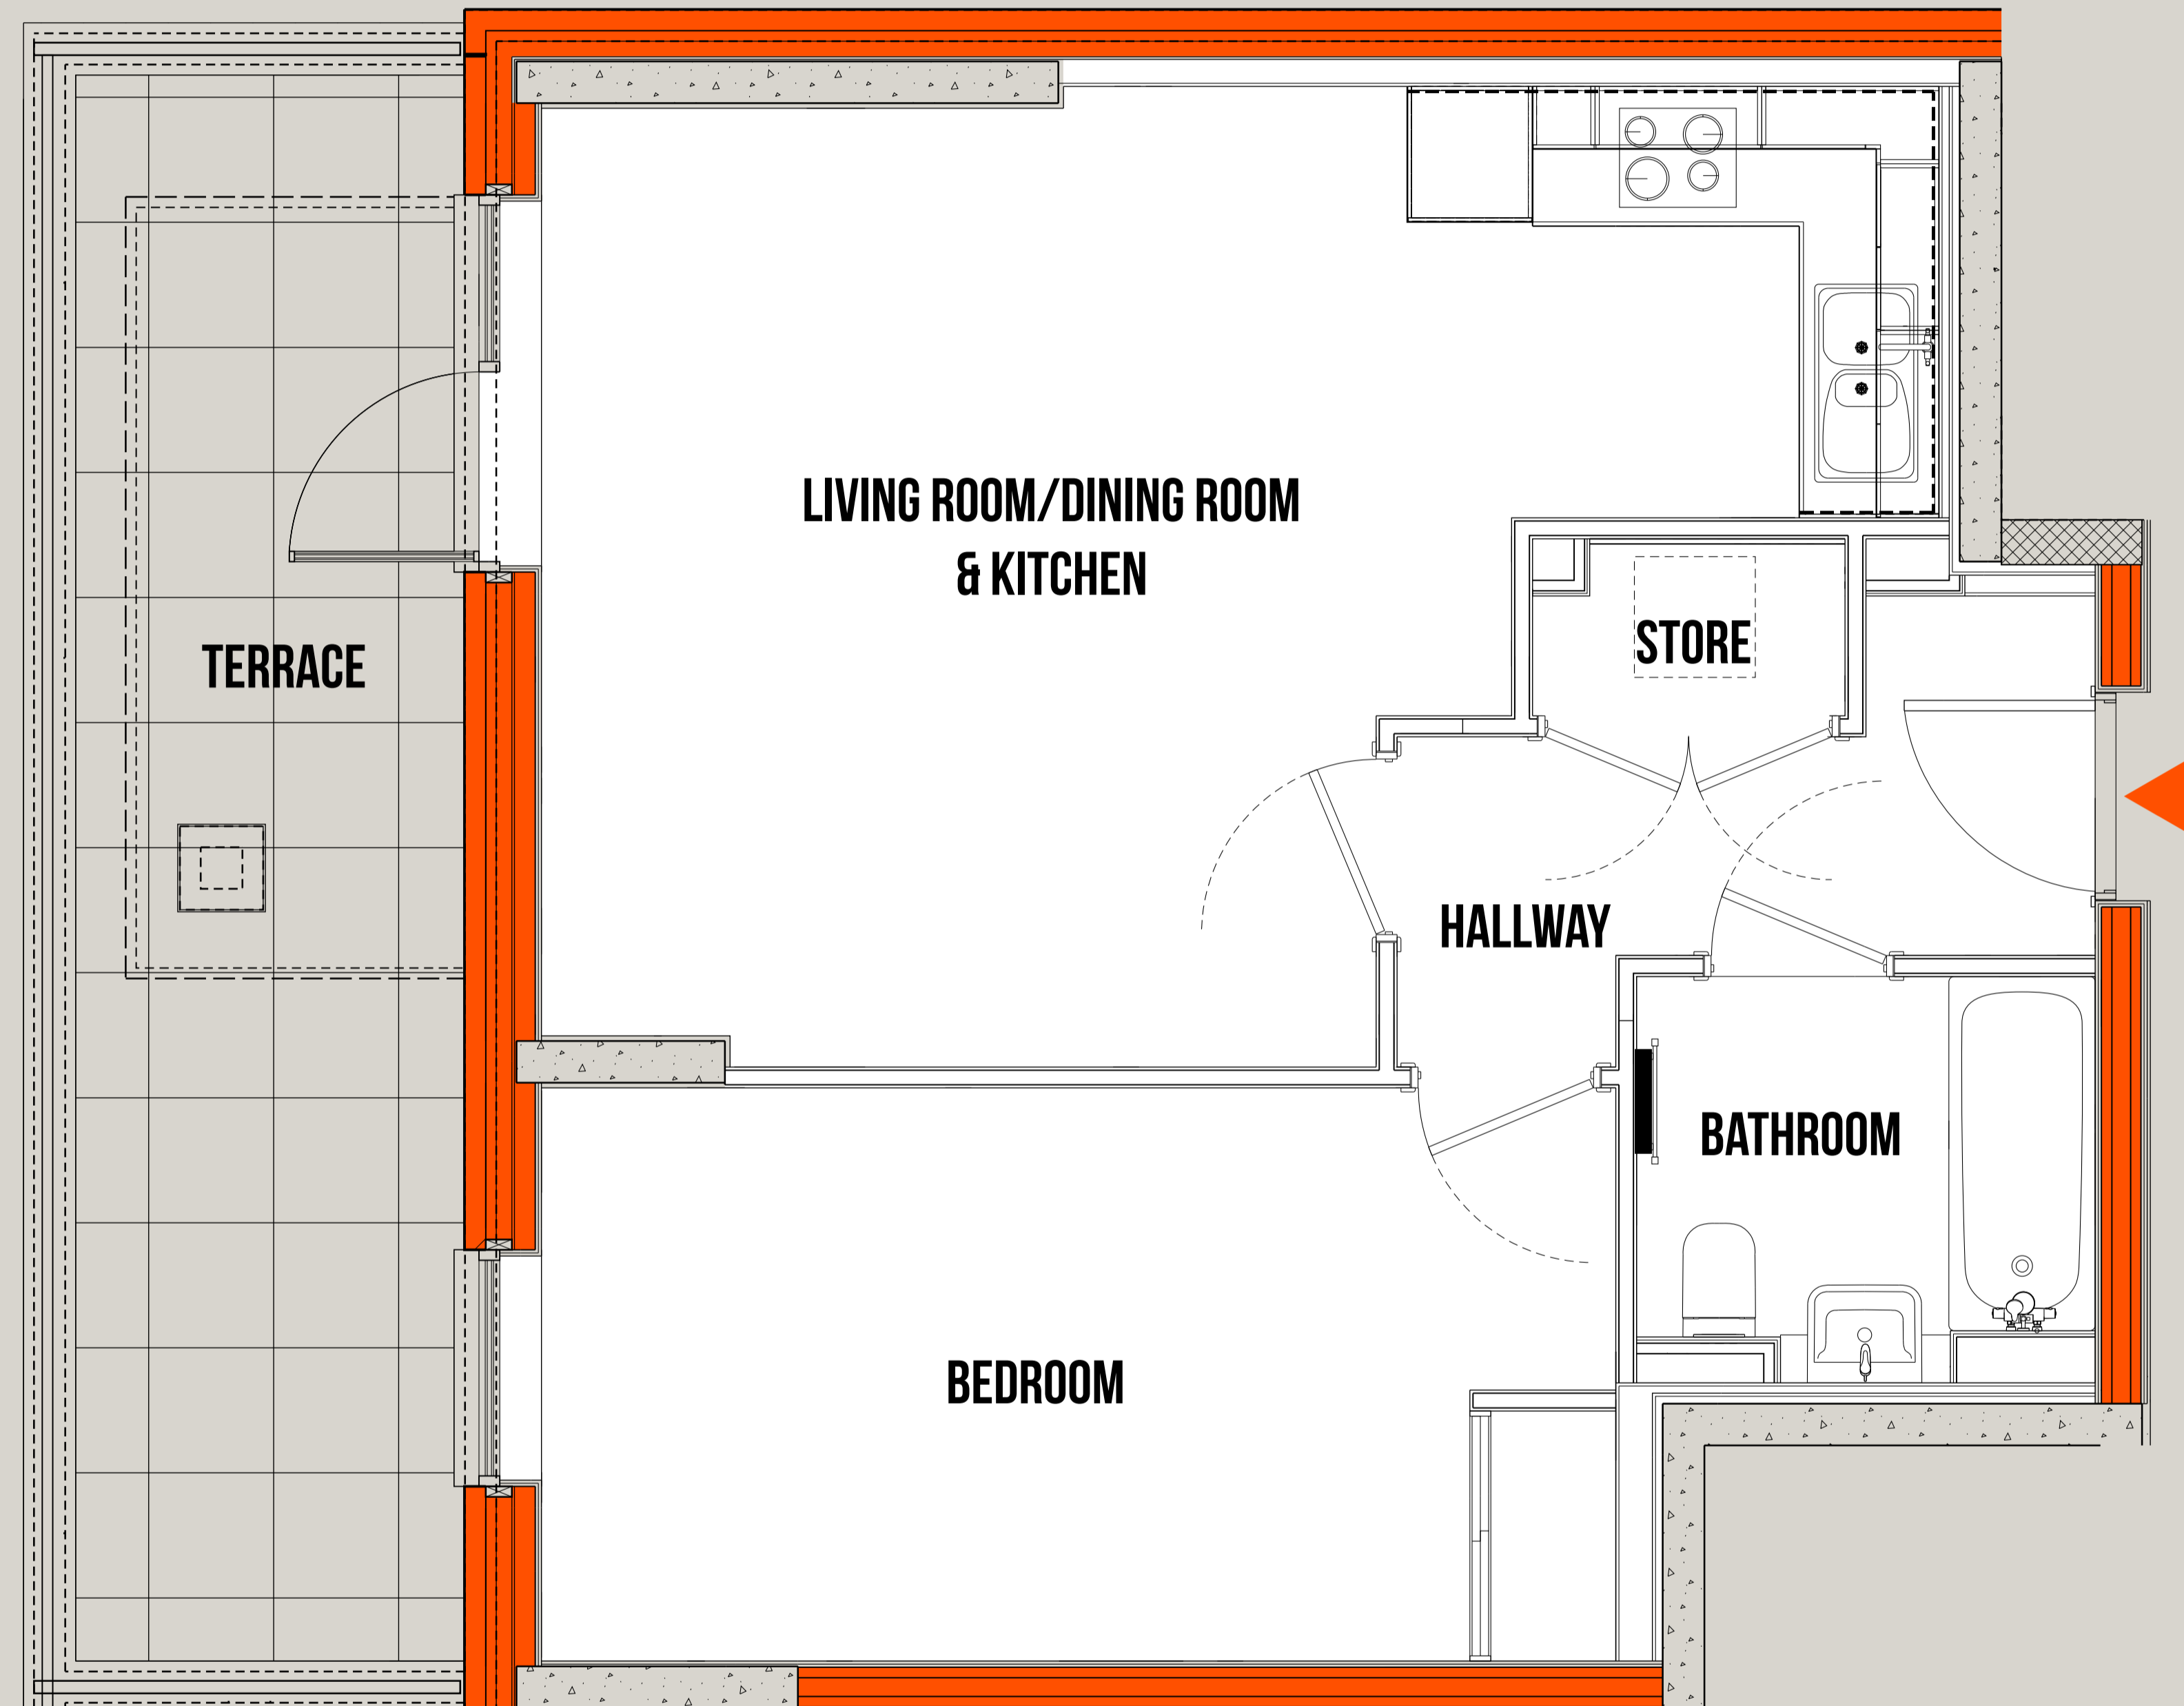 LIVING ROOM/DINING ROOM
& KITCHEN
TERRACE
STORE
HALLWAY
BATHROOM
BEDROOM